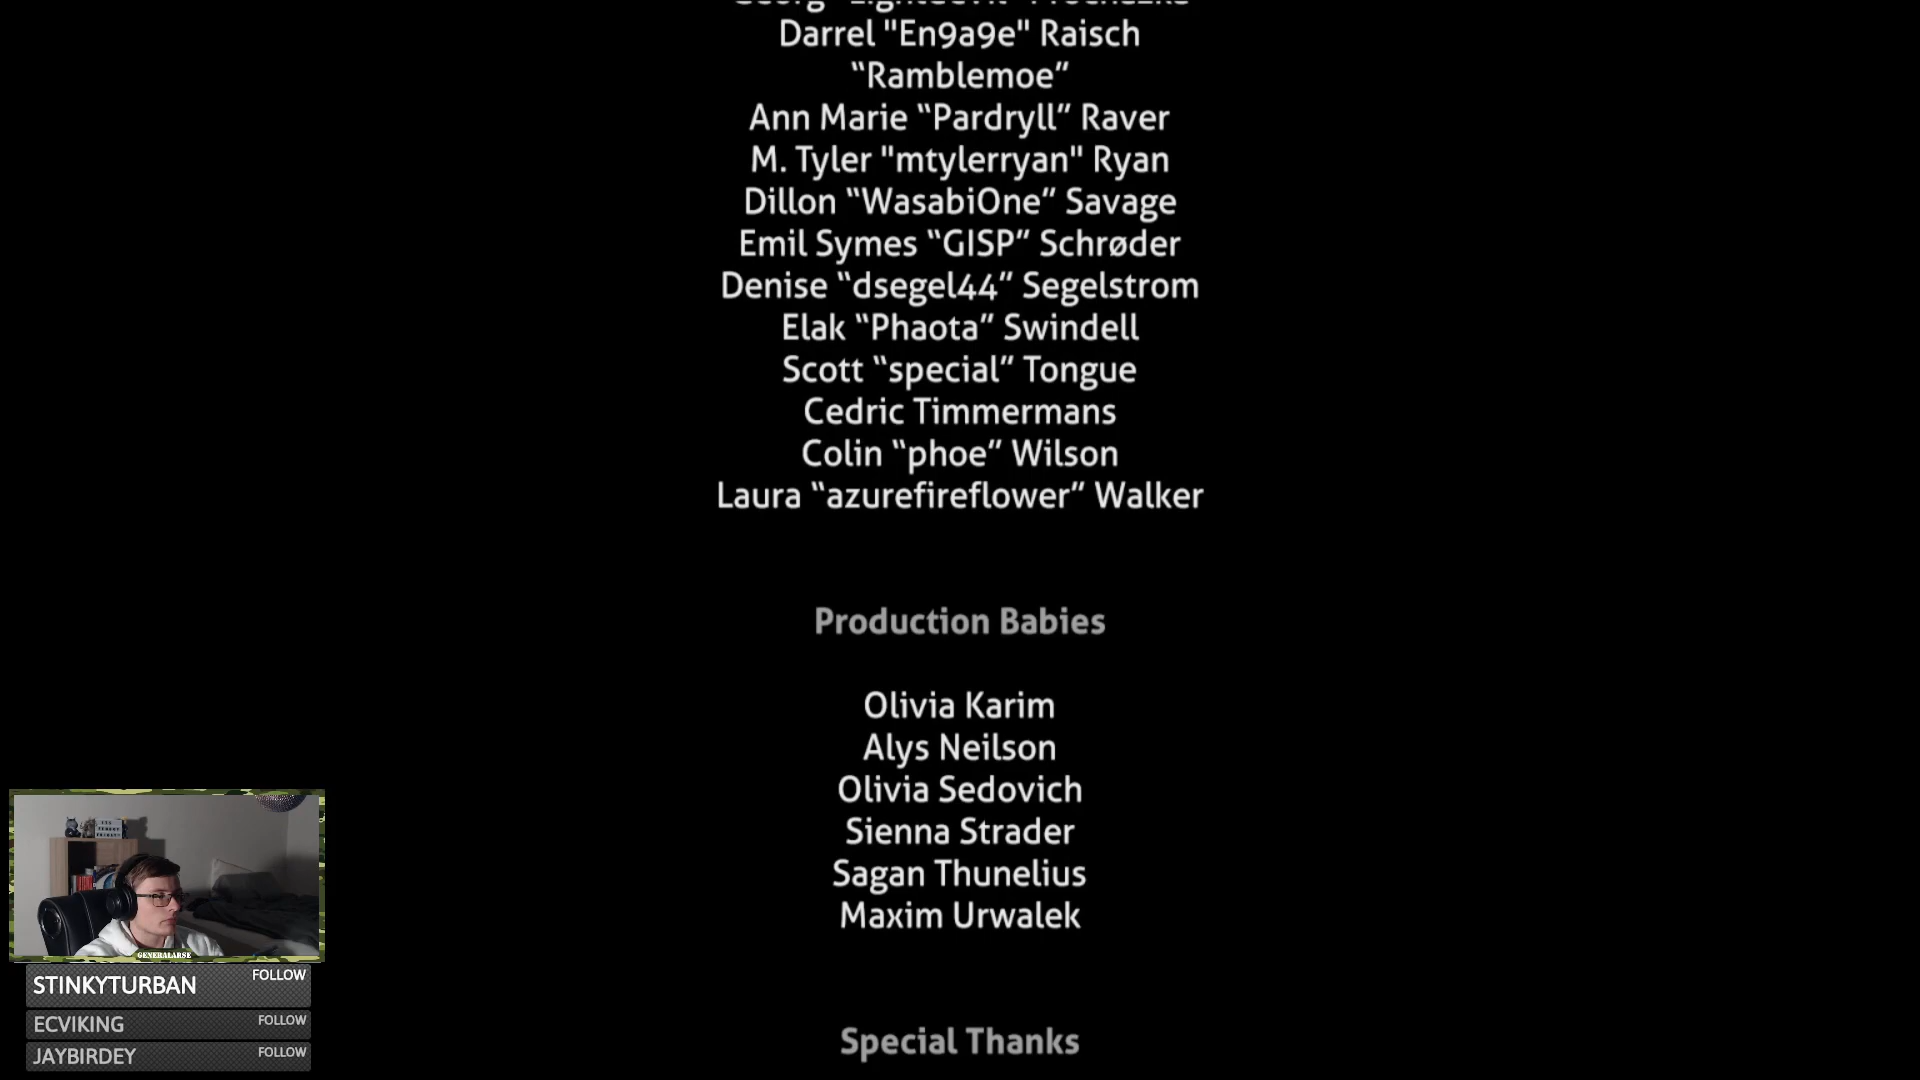 Darrel "En9a9e" Raisch
“Ramblemoe”
Ann Marie “Pardryll” Raver
M. Tyler "mtylerryan" Ryan
Dillon “WasabiOne” Savage
Emil Symes “GISP” Schrøder
Denise “dsegel44” Segelstrom
Elak “Phaota” Swindell
Scott “special” Tongue
Cedric Timmermans
Colin “phoe” Wilson
Laura “azurefireflower” Walker
Production Babies
Olivia Karim
Alys Neilson
Olivia Sedovich
Sienna Strader
Sagan Thunelius
Maxim Urwalek
Special Thanks
GENERALARSE
STINKYTURBAN FOLLOW
ECVIKING FOLLOW
JAYBIRDEY FOLLOW